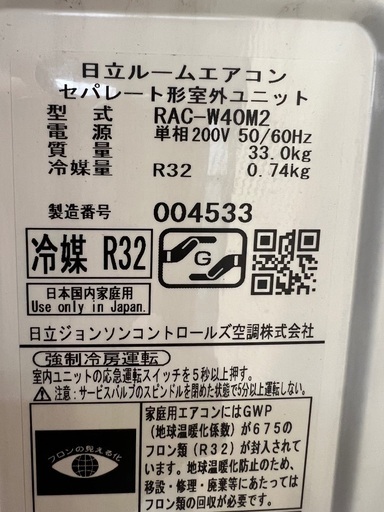 日立ルームエアコン
セパレート形室外ユニット
型式 RAC-W40M2
電源 単相200V 50/60Hz
質量 33.0kg
冷媒量 R32 0.74kg
製造番号 004533
冷媒 R32
G
日本国内家庭用
Use only in Japan.
日立ジョンソンコントロールズ空調株式会社
強制冷房運転
室内ユニットの応急運転スイッチを5秒以上押す。
⚠注意:サービスバルブのスピンドルを閉めた状態で5分以上運転しない。
フロンの見える化
家庭用エアコンにはGWP
(地球温暖化係数)が675の
フロン類(R32)が封入されて
います。地球温暖化防止のため、
移設・修理・廃棄等にあたっては
フロン類の回収が必要です。